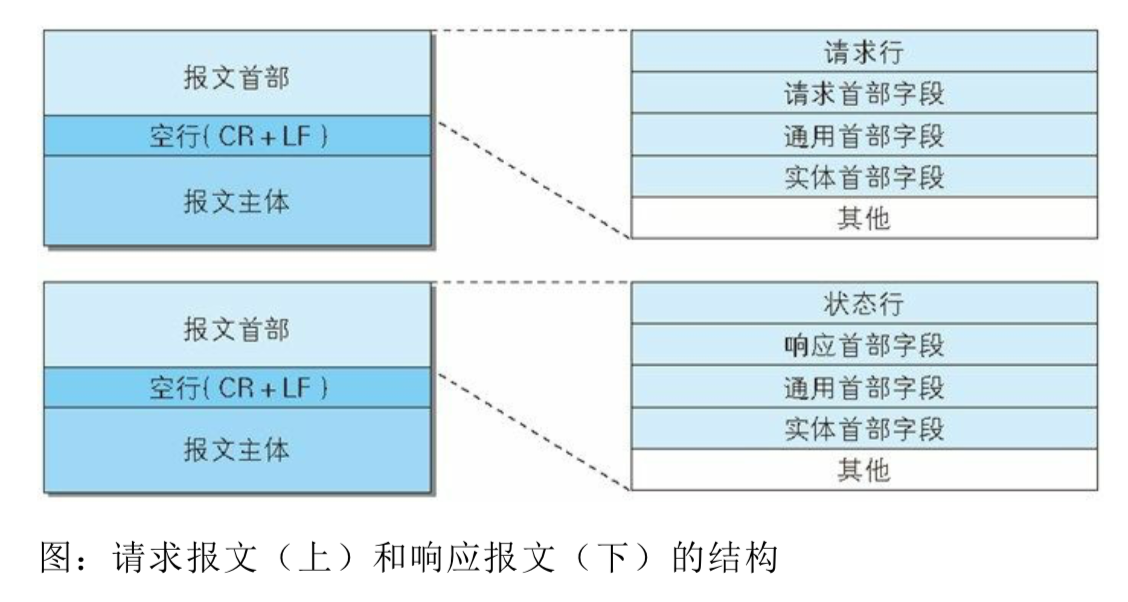 报文首部
空行(CR+LF)
报文主体
请求行
请求首部字段
通用首部字段
实体首部字段
其他
报文首部
空行(CR+LF)
报文主体
状态行
响应首部字段
通用首部字段
实体首部字段
其他
图：请求报文（上）和响应报文（下）的结构